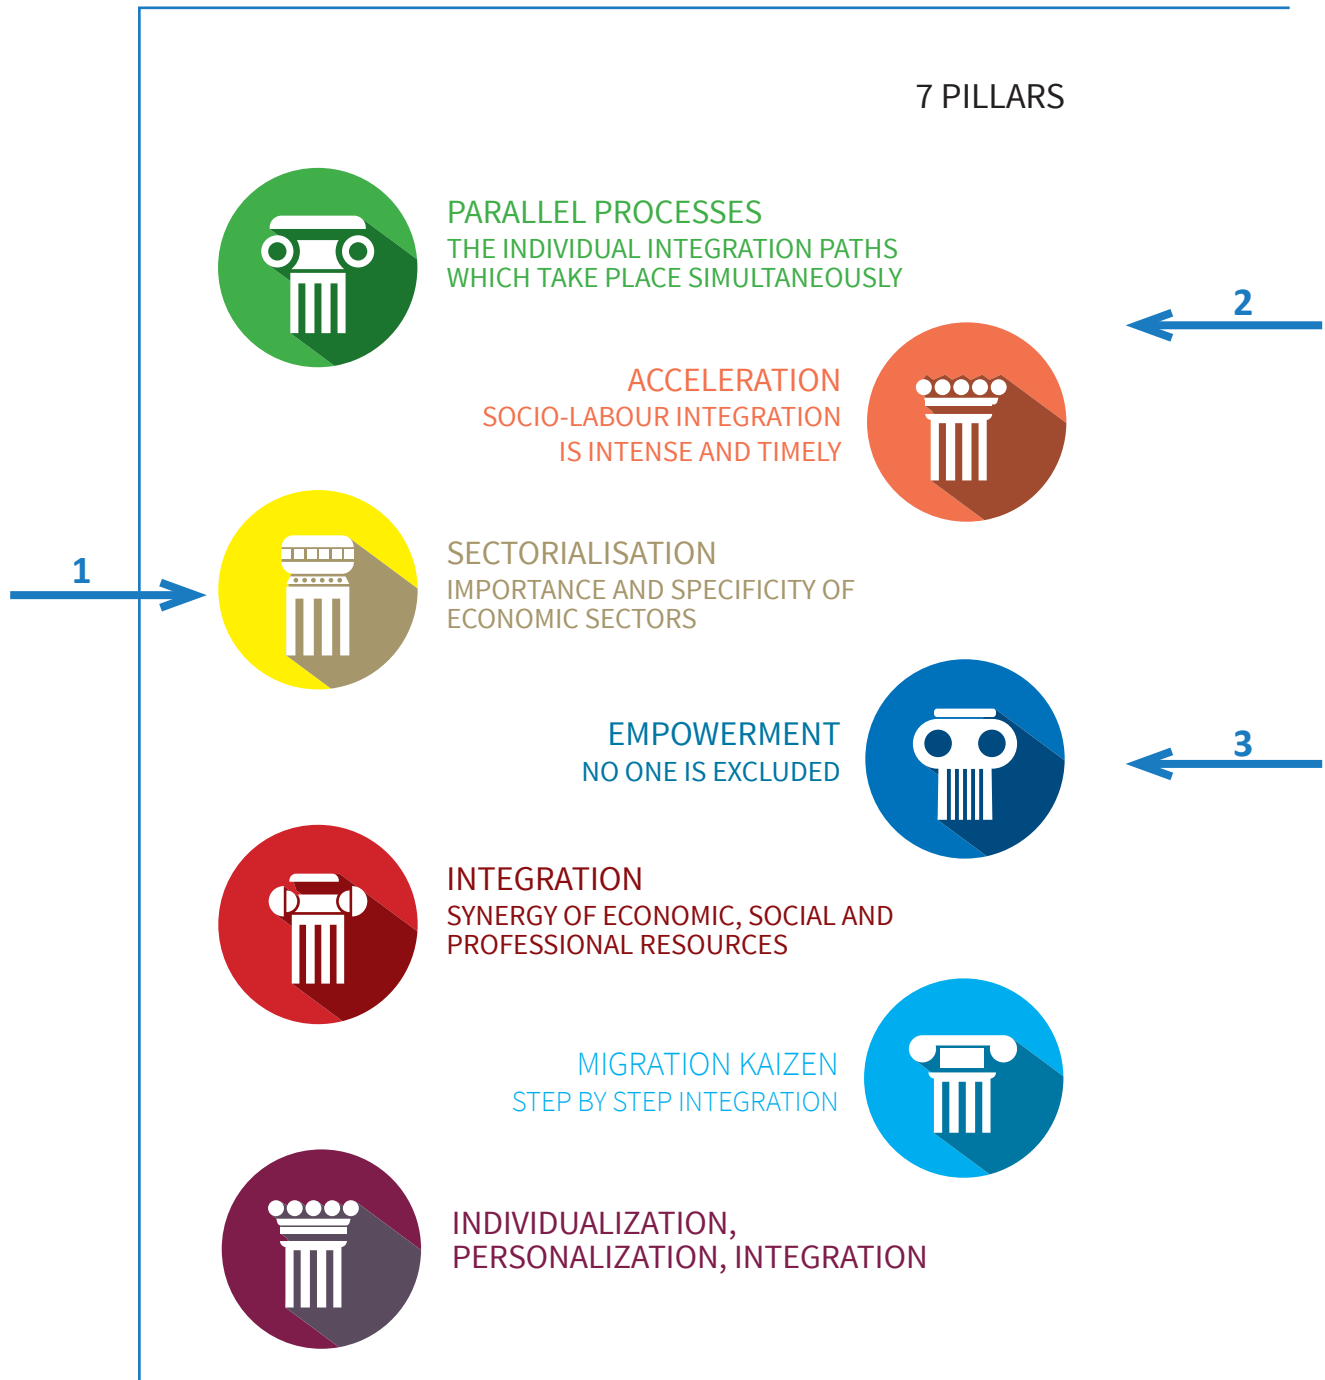 7 PILLARS
PARALLEL PROCESSES
THE INDIVIDUAL INTEGRATION PATHS
WHICH TAKE PLACE SIMULTANEOUSLY
2
ACCELERATION
SOCIO-LABOUR INTEGRATION
IS INTENSE AND TIMELY
1
SECTORIALISATION
IMPORTANCE AND SPECIFICITY OF
ECONOMIC SECTORS
EMPOWERMENT
NO ONE IS EXCLUDED
3
INTEGRATION
SYNERGY OF ECONOMIC, SOCIAL AND
PROFESSIONAL RESOURCES
MIGRATION KAIZEN
STEP BY STEP INTEGRATION
INDIVIDUALIZATION,
PERSONALIZATION, INTEGRATION